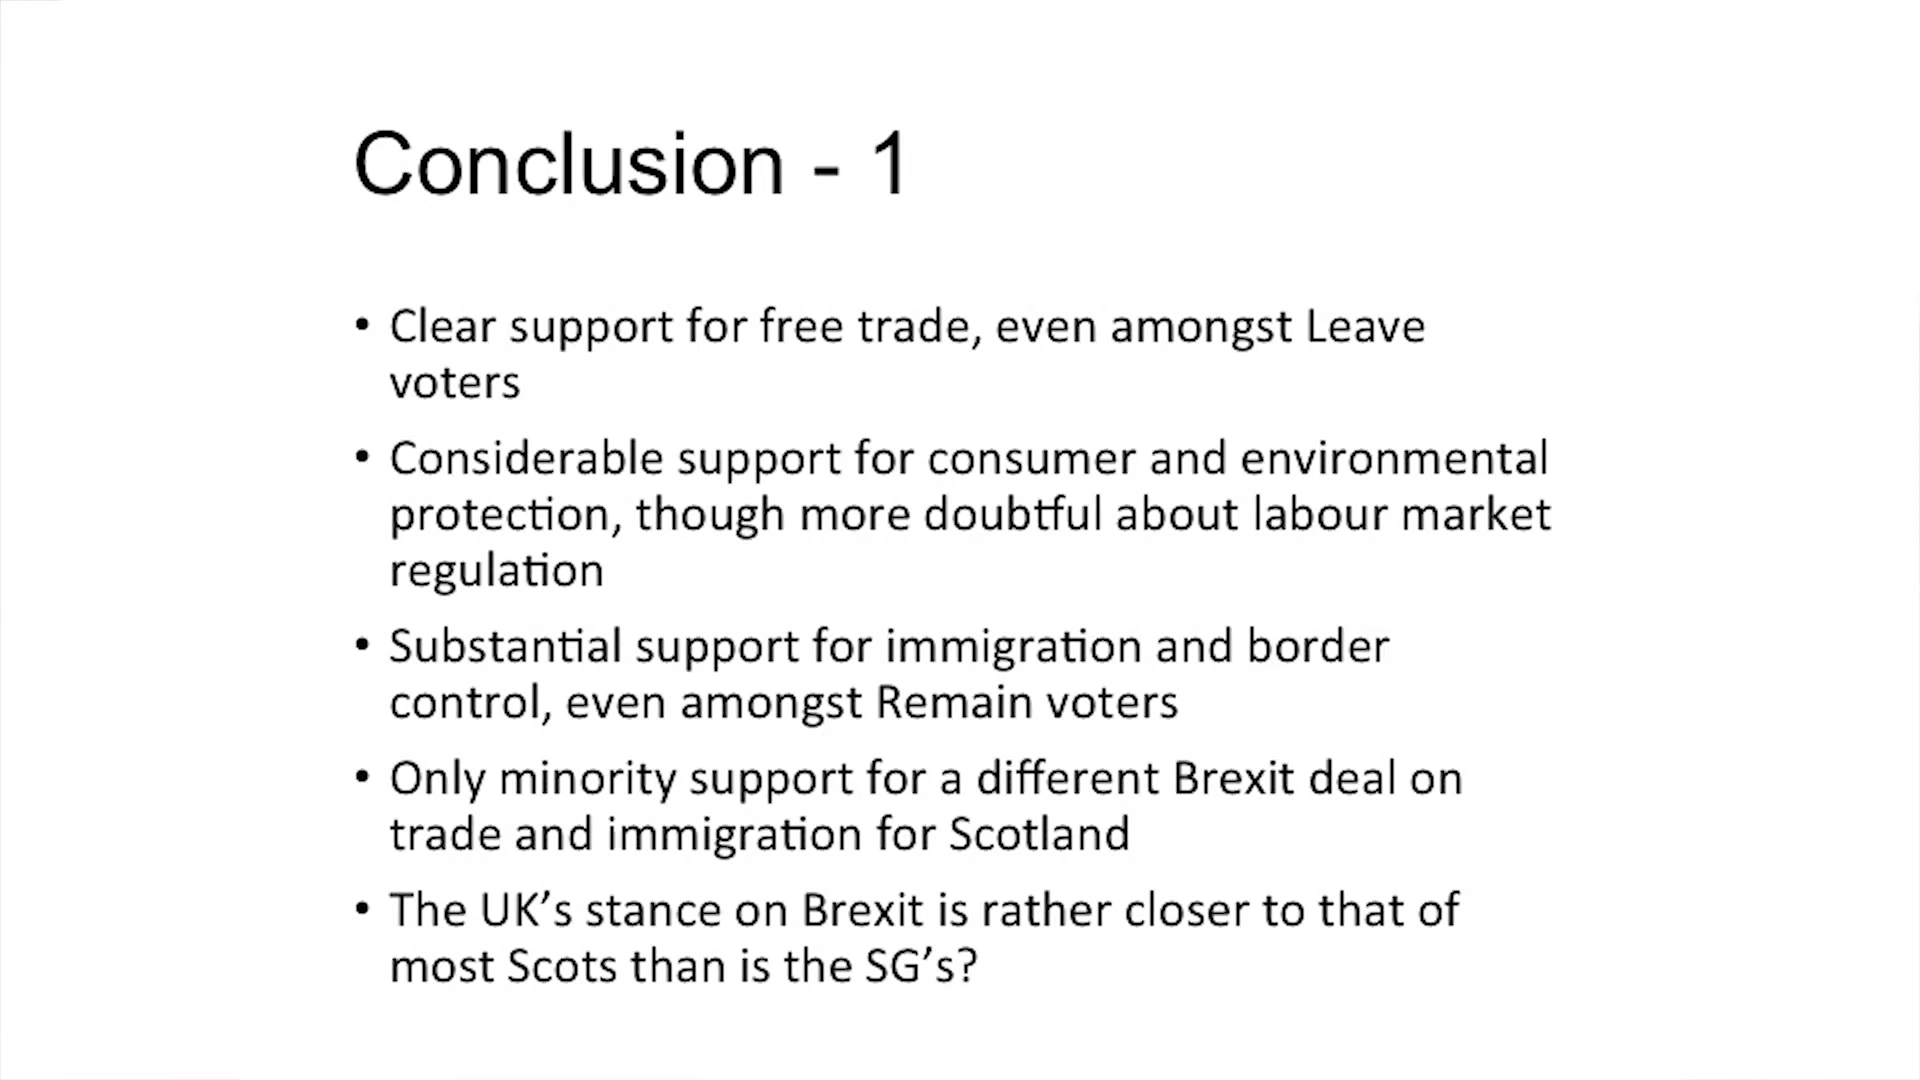 Conclusion - 1
• Clear support for free trade, even amongst Leave
voters
• Considerable support for consumer and environmental
protection, though more doubtful about labour market
regulation
• Substantial support for immigration and border
control, even amongst Remain voters
• Only minority support for a different Brexit deal on
trade and immigration for Scotland
• The UK’s stance on Brexit is rather closer to that of
most Scots than is the SG’s?